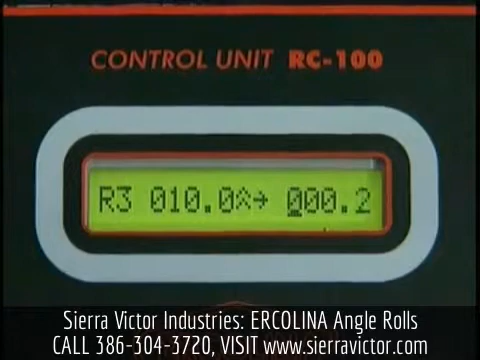 CONTROL UNIT RC-100
R3 010.0^→ 000.2
Sierra Victor Industries: ERCOLINA Angle Rolls
CALL 386-304-3720, VISIT www.sierravictor.com